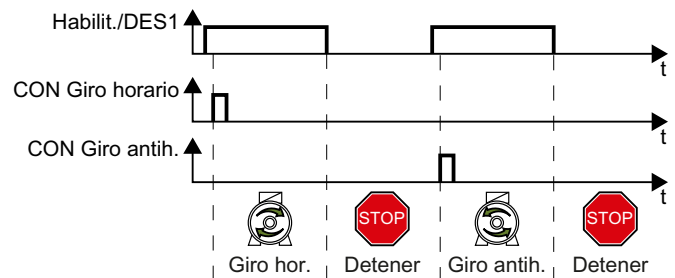 Habilit./DES1
t
CON Giro horario
t
CON Giro antih.
t
STOP STOP
Giro hor. Detener Giro antih. Detener